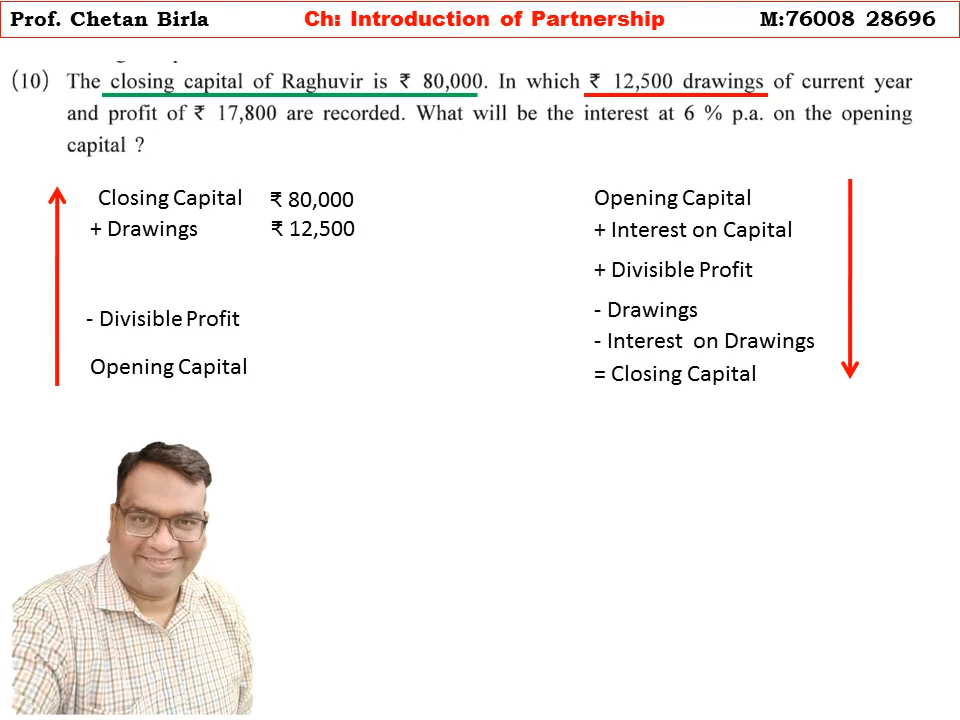 Prof. Chetan Birla Ch: Introduction of Partnership M:76008 28696
(10) The closing capital of Raghuvir is ₹ 80,000. In which ₹ 12,500 drawings of current year
and profit of ₹ 17,800 are recorded. What will be the interest at 6 % p.a. on the opening
capital ?
Closing Capital ₹ 80,000
+ Drawings ₹ 12,500
- Divisible Profit
Opening Capital
Opening Capital
+ Interest on Capital
+ Divisible Profit
- Drawings
- Interest on Drawings
= Closing Capital